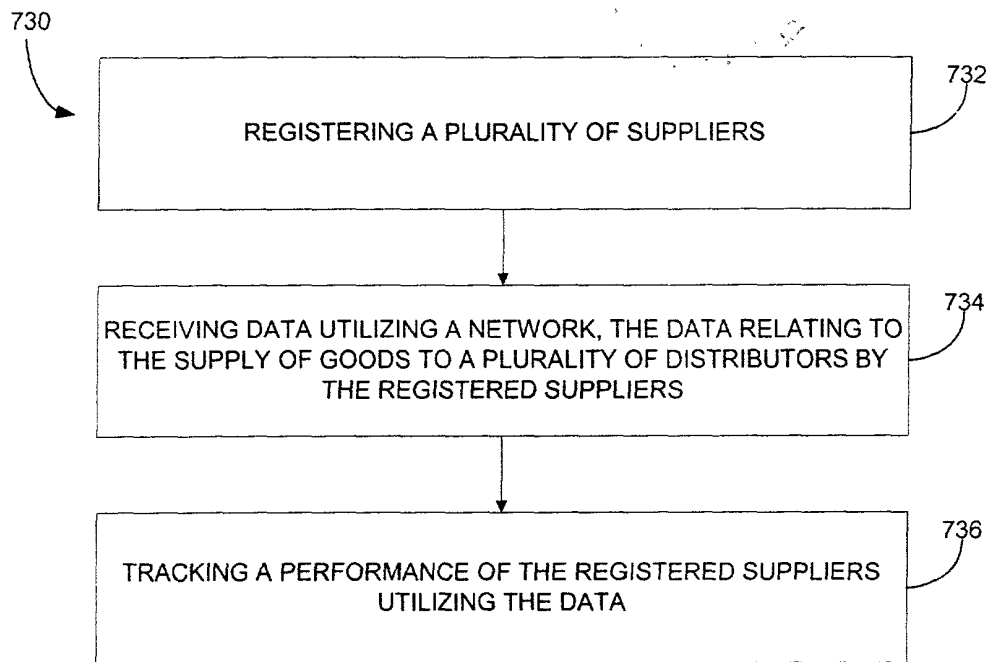 730
732
REGISTERING A PLURALITY OF SUPPLIERS
734
RECEIVING DATA UTILIZING A NETWORK, THE DATA RELATING TO
THE SUPPLY OF GOODS TO A PLURALITY OF DISTRIBUTORS BY
THE REGISTERED SUPPLIERS
736
TRACKING A PERFORMANCE OF THE REGISTERED SUPPLIERS
UTILIZING THE DATA